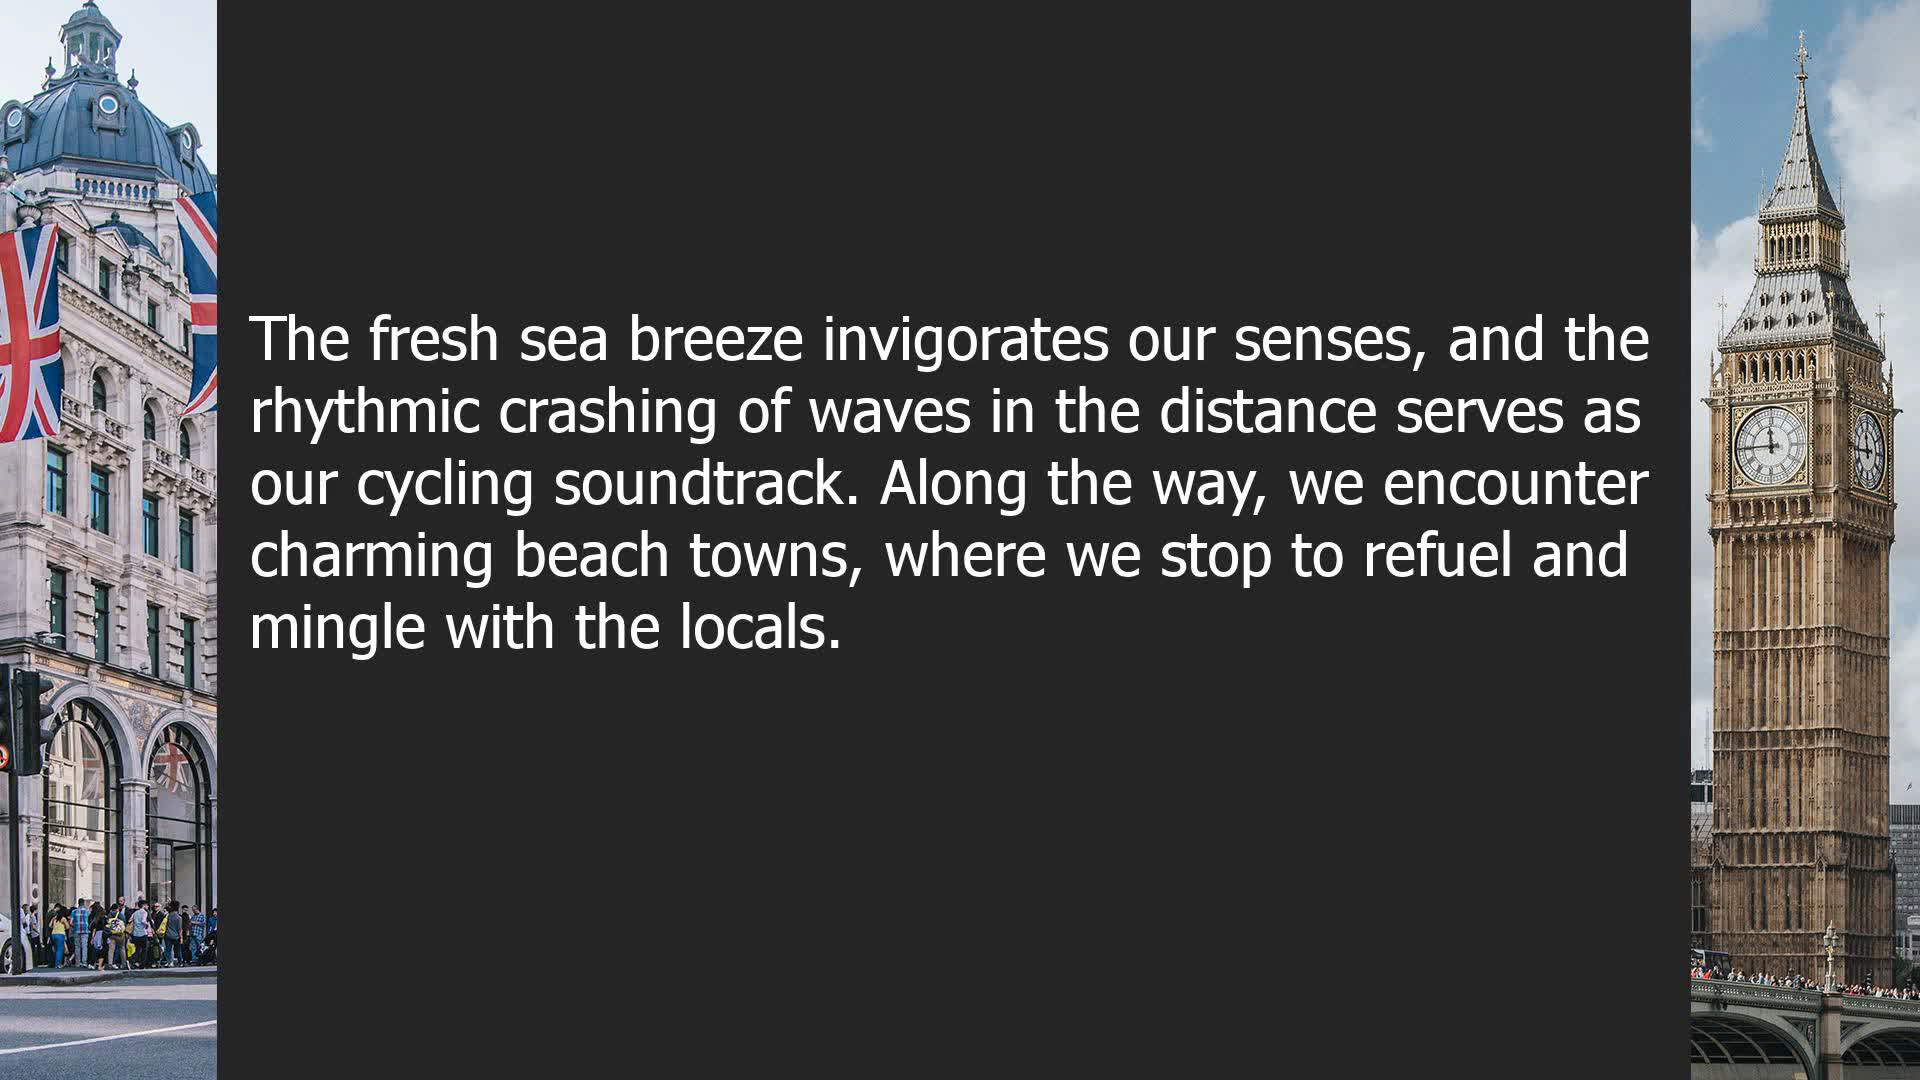 The fresh sea breeze invigorates our senses, and the
rhythmic crashing of waves in the distance serves as
our cycling soundtrack. Along the way, we encounter
charming beach towns, where we stop to refuel and
mingle with the locals.